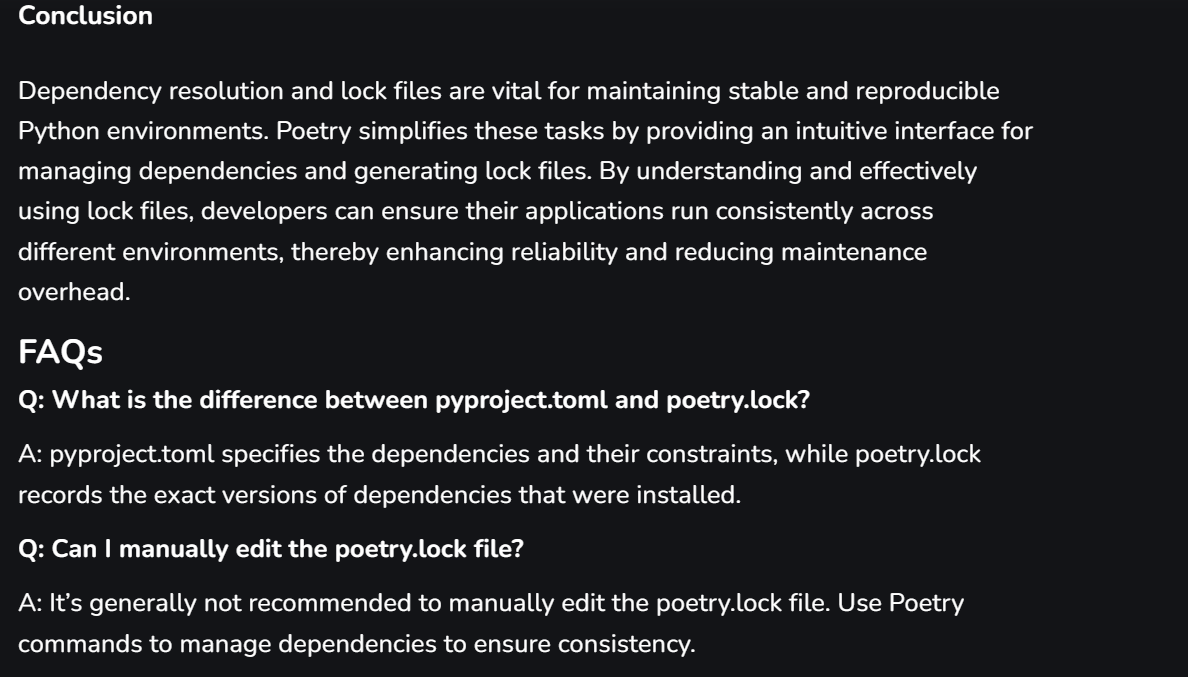 Conclusion
Dependency resolution and lock files are vital for maintaining stable and reproducible
Python environments. Poetry simplifies these tasks by providing an intuitive interface for
managing dependencies and generating lock files. By understanding and effectively
using lock files, developers can ensure their applications run consistently across
different environments, thereby enhancing reliability and reducing maintenance
overhead.
FAQs
Q: What is the difference between pyproject.toml and poetry.lock?
A: pyproject.toml specifies the dependencies and their constraints, while poetry.lock
records the exact versions of dependencies that were installed.
Q: Can I manually edit the poetry.lock file?
A: It’s generally not recommended to manually edit the poetry.lock file. Use Poetry
commands to manage dependencies to ensure consistency.